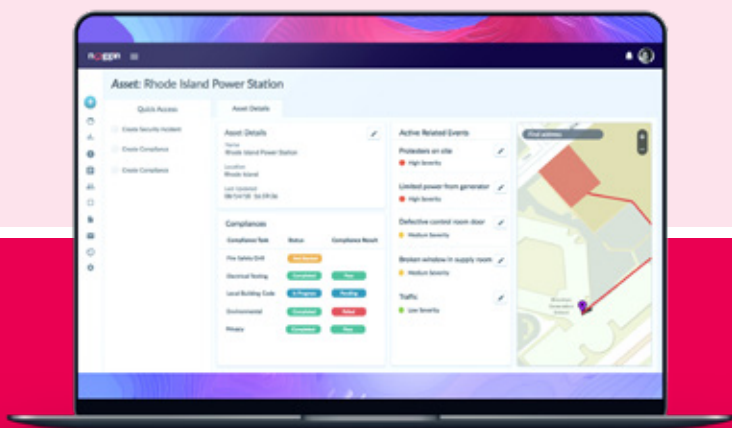 Asset: Rhode Island Power Station
Quick Access
Asset Details
Create Security Incident
Create Compliance
Create Compliance
Asset Details
Name
Rhode Island Power Station
Location
Rhode Island
Last Updated
Compliances
Compliance Task Status Compliance Result
Fire Safety Drill
Electrical Testing Completed Pass
Local Building Code In Progress Pending
Environmental Completed Failed
Privacy Completed Pass
Active Related Events
Protesters on site
High Severity
Limited power from generator
High Severity
Defective control room door
Medium Severity
Broken window in supply room
Medium Severity
Traffic
Low Severity
Find address